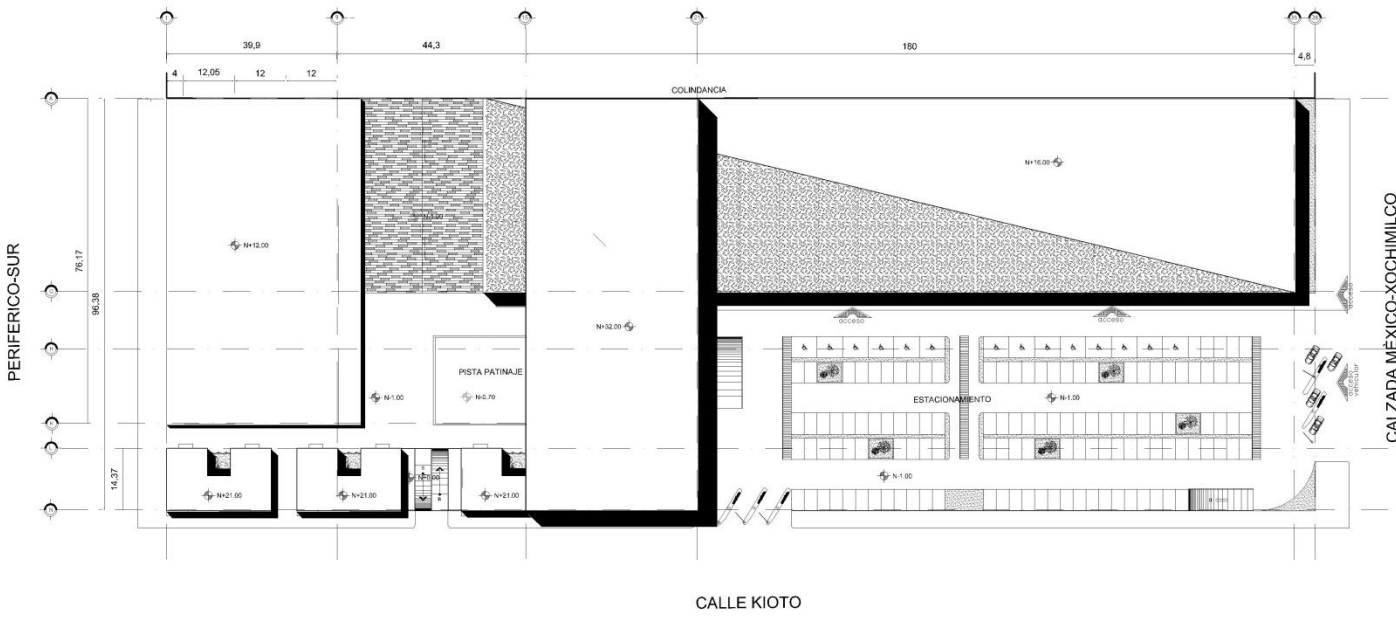 39,9
44,3
180
4,8
4
12,05
12
12
COLINDANCIA
N+16.00
PERIFERICO-SUR
76,17
96,38
N+12.00
N+32.00
acceso
acceso
acceso
acceso
vehicular
CALZADA MÉXICO-XOCHIMILCO
PISTA PATINAJE
N-1.00
N-0.70
ESTACIONAMIENTO
N-1.00
14,37
N+21.00
N+21.00
N+21.00
N-1.00
CALLE KIOTO